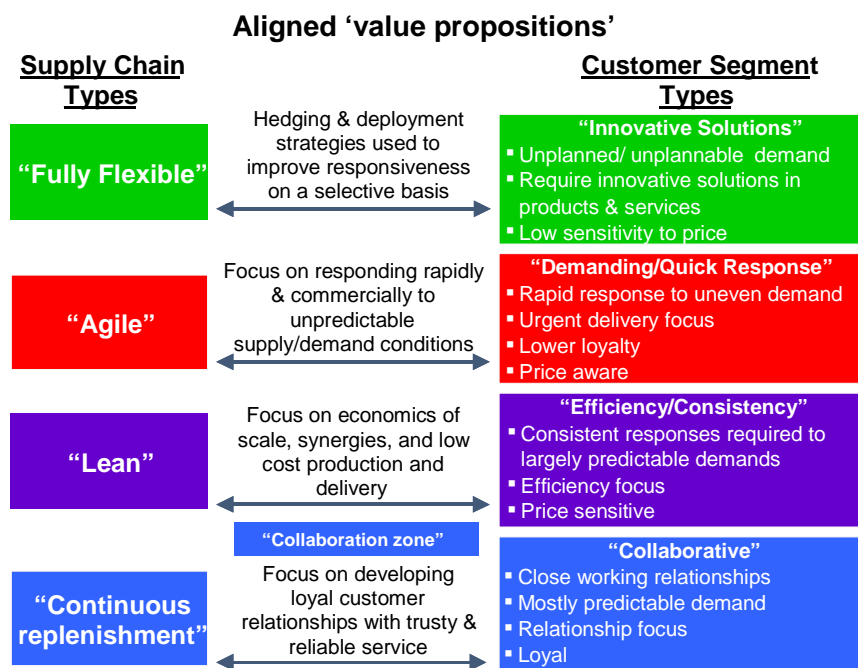 Aligned ‘value propositions’
Supply Chain
Types
Customer Segment
Types
“Fully Flexible”
Hedging & deployment
strategies used to
improve responsiveness
on a selective basis
“Innovative Solutions”
▪ Unplanned/ unplannable demand
▪ Require innovative solutions in
products & services
▪ Low sensitivity to price
“Agile”
Focus on responding rapidly
& commercially to
unpredictable
supply/demand conditions
“Demanding/Quick Response”
▪ Rapid response to uneven demand
▪ Urgent delivery focus
▪ Lower loyalty
▪ Price aware
“Lean”
Focus on economics of
scale, synergies, and low
cost production and
delivery
“Efficiency/Consistency”
▪ Consistent responses required to
largely predictable demands
▪ Efficiency focus
▪ Price sensitive
“Collaboration zone”
“Continuous
replenishment”
Focus on developing
loyal customer
relationships with trusty &
reliable service
“Collaborative”
▪ Close working relationships
▪ Mostly predictable demand
▪ Relationship focus
▪ Loyal